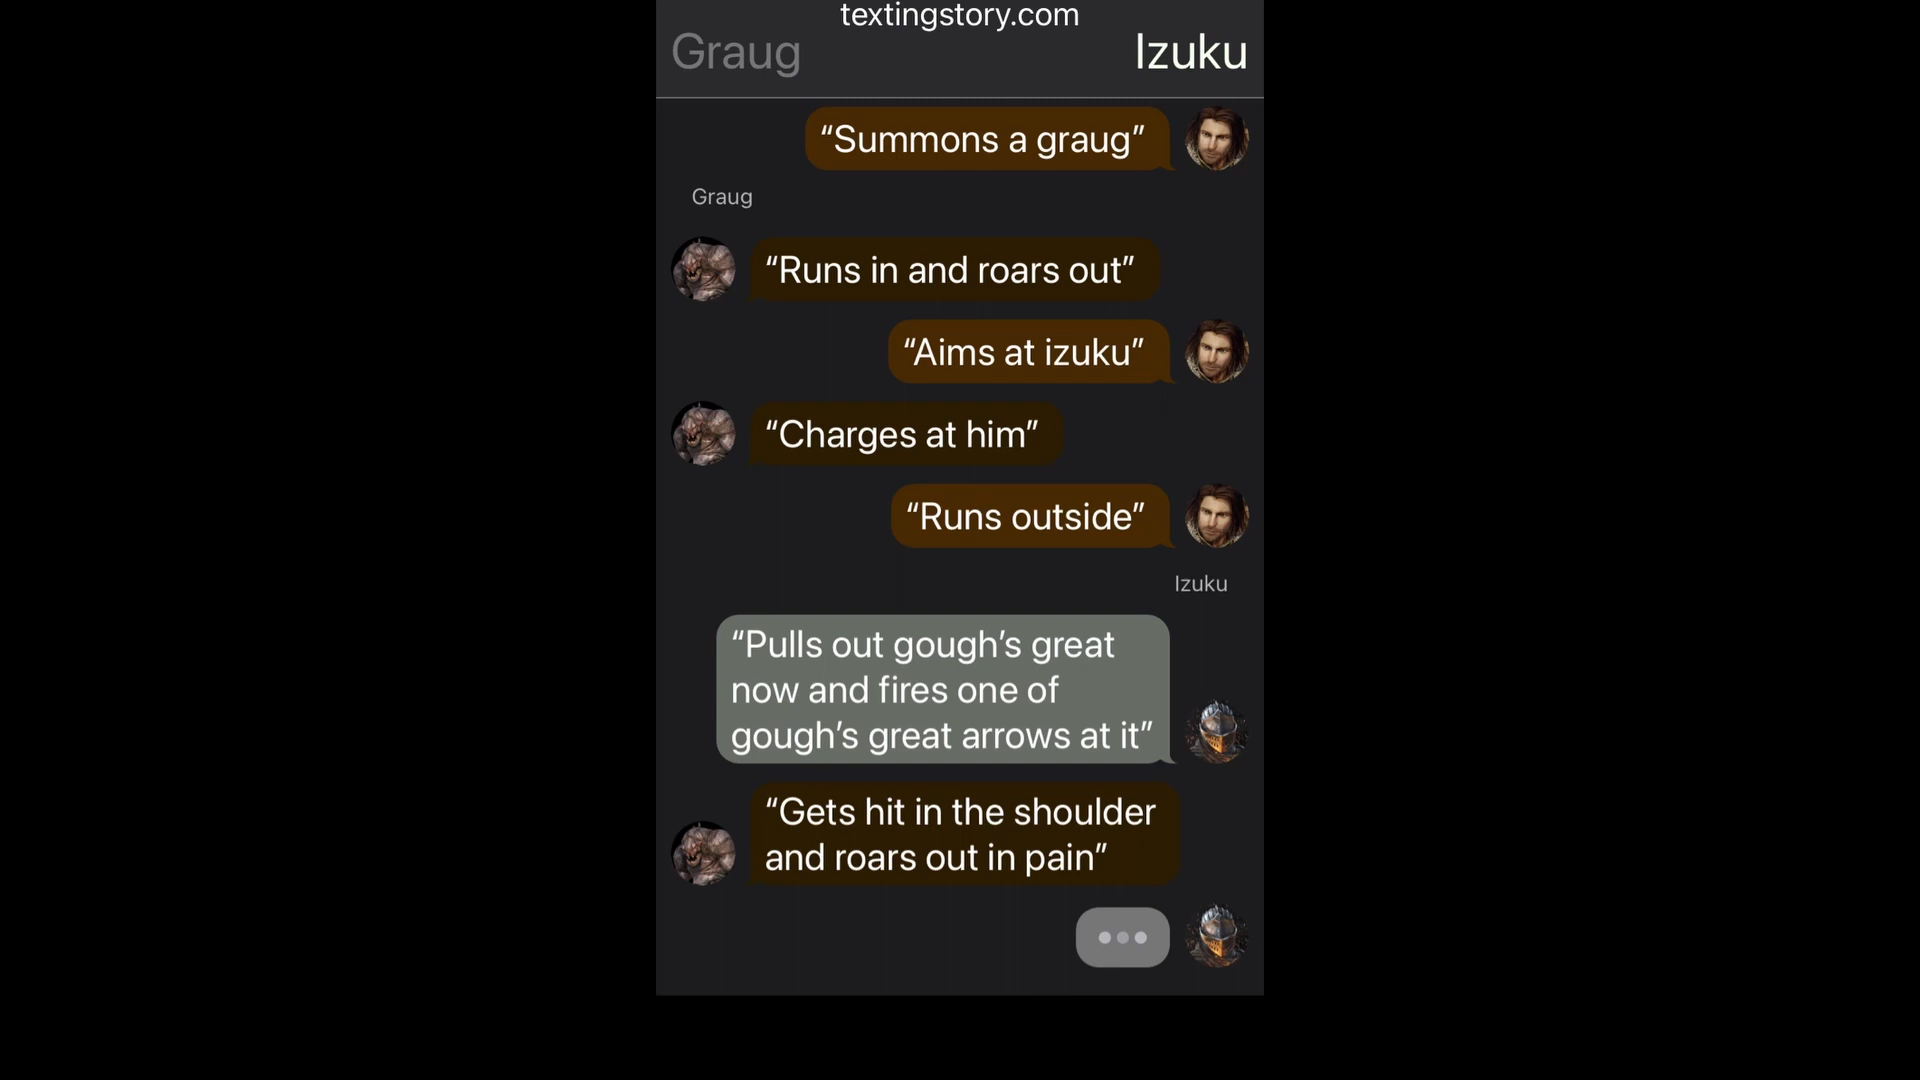 textingstory.com
Graug
Izuku
“Summons a graug”
Graug
“Runs in and roars out”
“Aims at izuku”
“Charges at him”
“Runs outside”
Izuku
“Pulls out gough’s great
now and fires one of
gough’s great arrows at it”
“Gets hit in the shoulder
and roars out in pain”